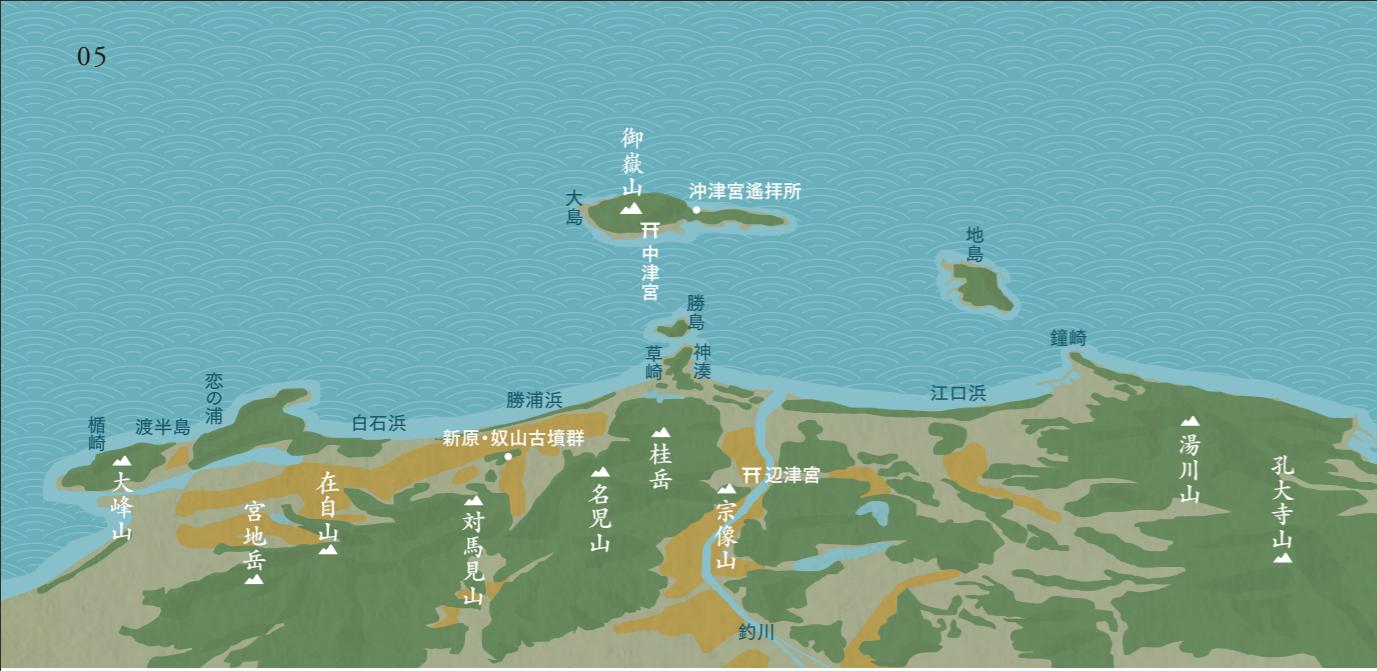 05
御嶽山
大島
沖津宮遙拝所
中津宮
地島
勝島
草崎
神湊
鐘崎
恋の浦
江口浜
勝浦浜
楯崎
渡半島
白石浜
新原・奴山古墳群
桂岳
湯川山
大峰山
宮地岳
在自山
対馬見山
名児山
辺津宮
宗像山
孔大寺山
釣川